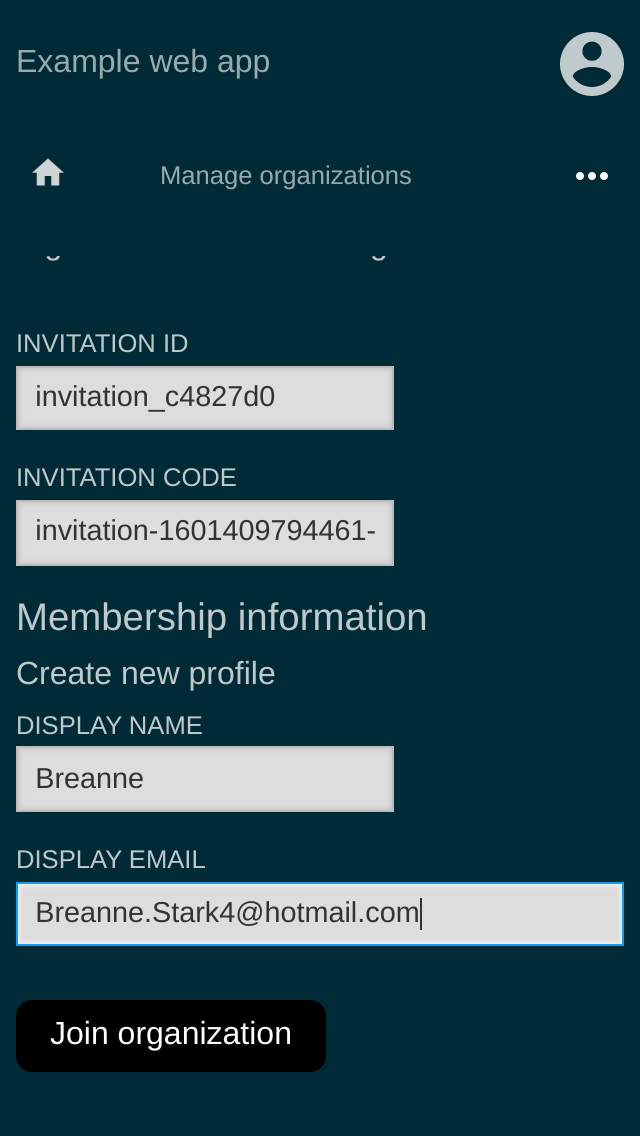 Example web app
Manage organizations
INVITATION ID
invitation_c4827d0
INVITATION CODE
invitation-1601409794461-
Membership information
Create new profile
DISPLAY NAME
Breanne
DISPLAY EMAIL
Breanne.Stark4@hotmail.com
Join organization